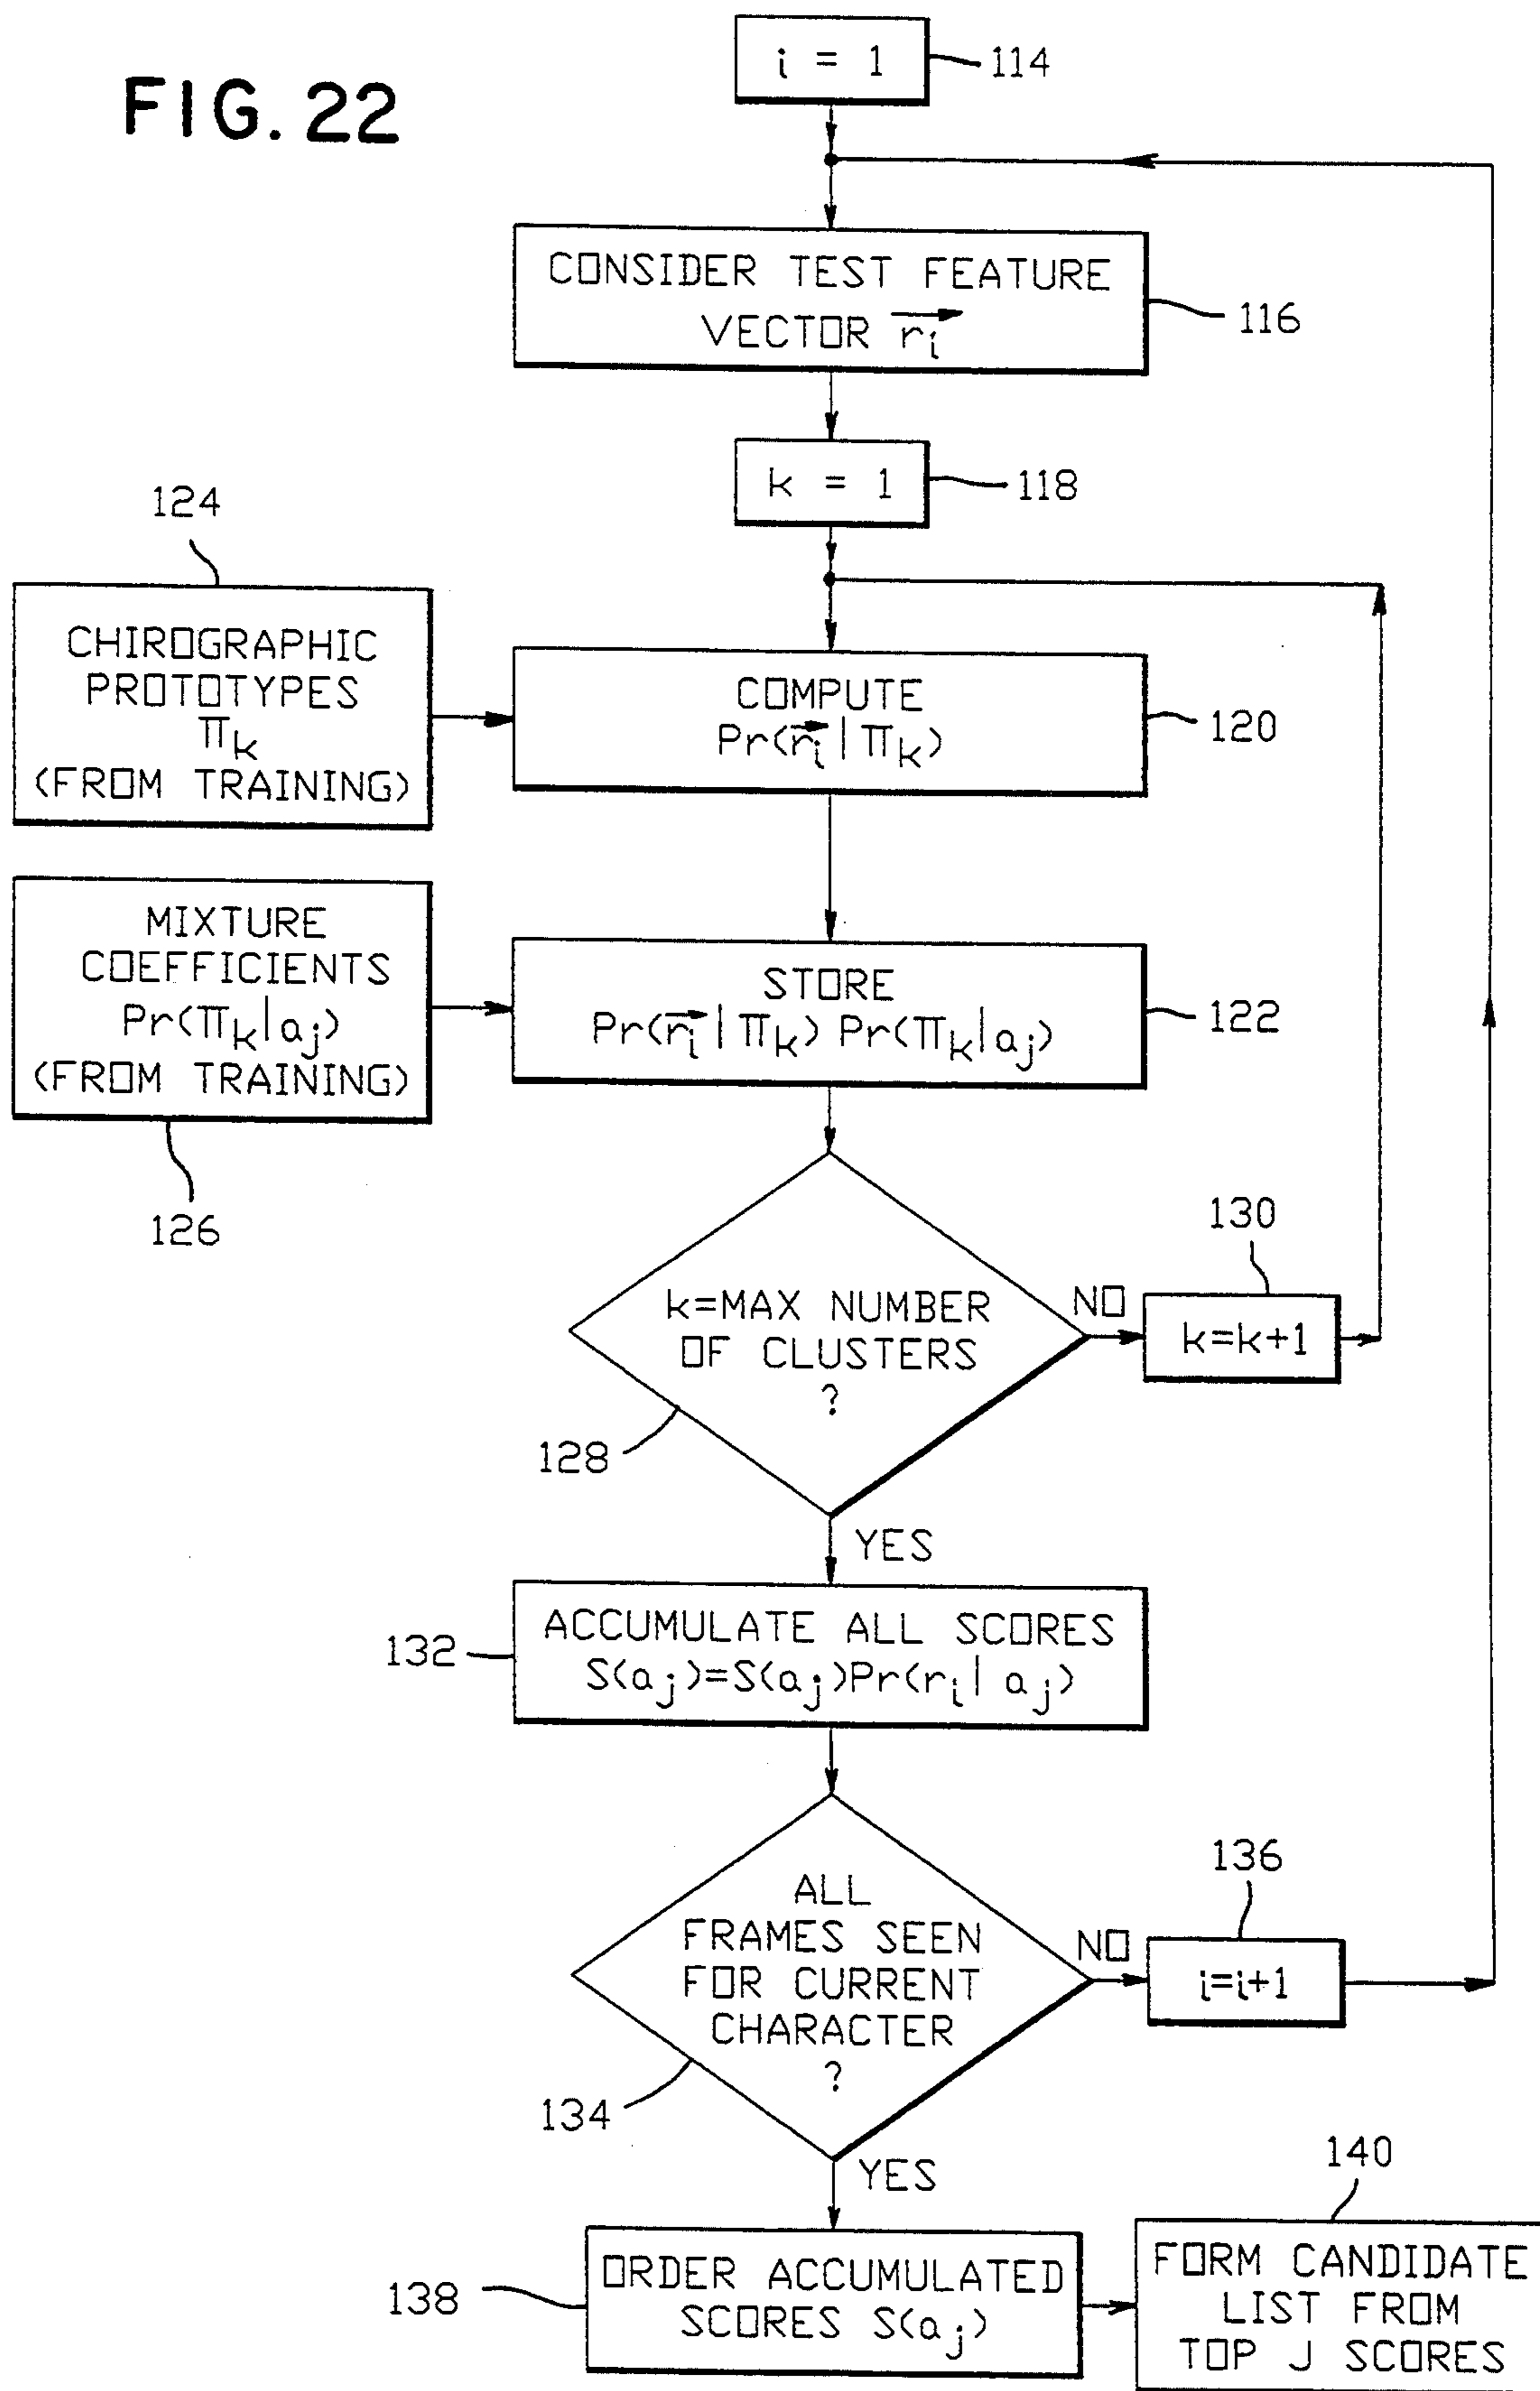 FIG. 22
i = 1
114
CONSIDER TEST FEATURE
VECTOR r⃗i
116
k = 1
118
124
CHIROGRAPHIC
PROTOTYPES
πk
(FROM TRAINING)
COMPUTE
Pr(r⃗i | πk)
120
MIXTURE
COEFFICIENTS
Pr(πk|aj)
(FROM TRAINING)
126
STORE
Pr(r⃗i | πk) Pr(πk|aj)
122
k=MAX NUMBER
OF CLUSTERS
?
128
NO
130
k=k+1
YES
132
ACCUMULATE ALL SCORES
S(aj)=S(aj)Pr(ri| aj)
ALL
FRAMES SEEN
FOR CURRENT
CHARACTER
?
134
NO
136
i=i+1
YES
138
ORDER ACCUMULATED
SCORES S(aj)
140
FORM CANDIDATE
LIST FROM
TOP J SCORES